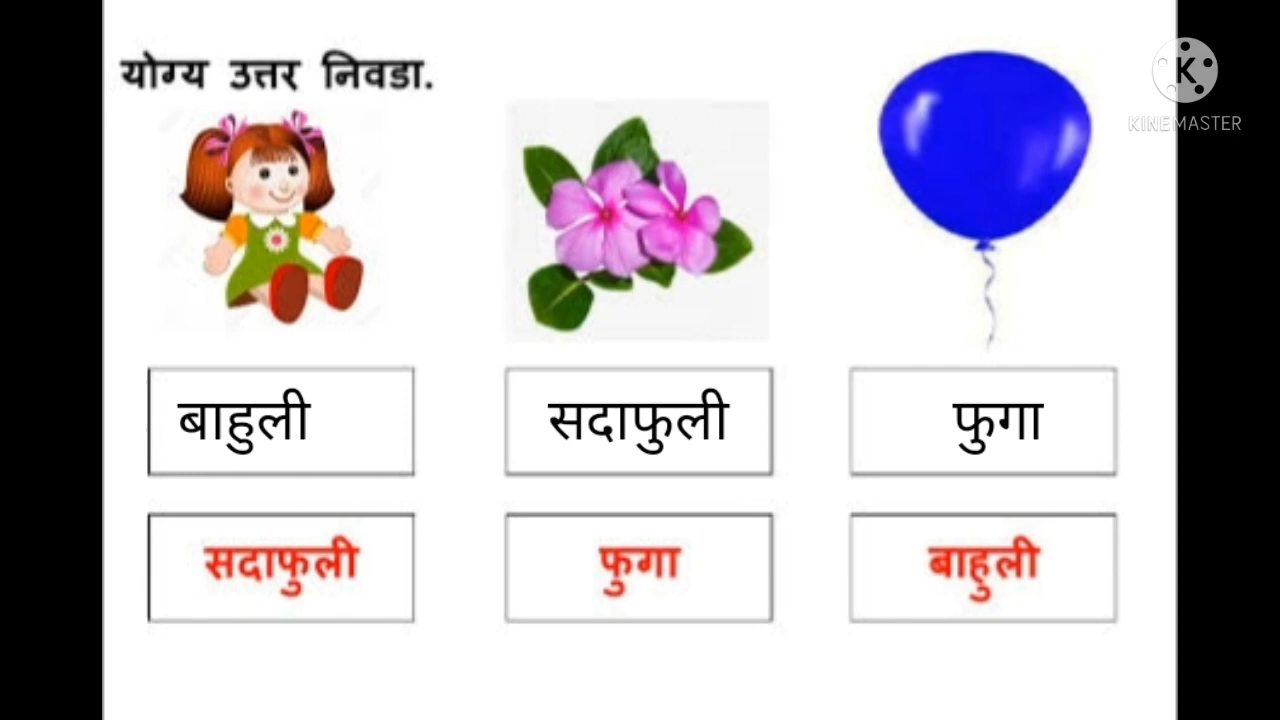 योग्य उत्तर निवडा.
K
KINEMASTER
बाहुली सदाफुली फुगा
सदाफुली फुगा बाहुली